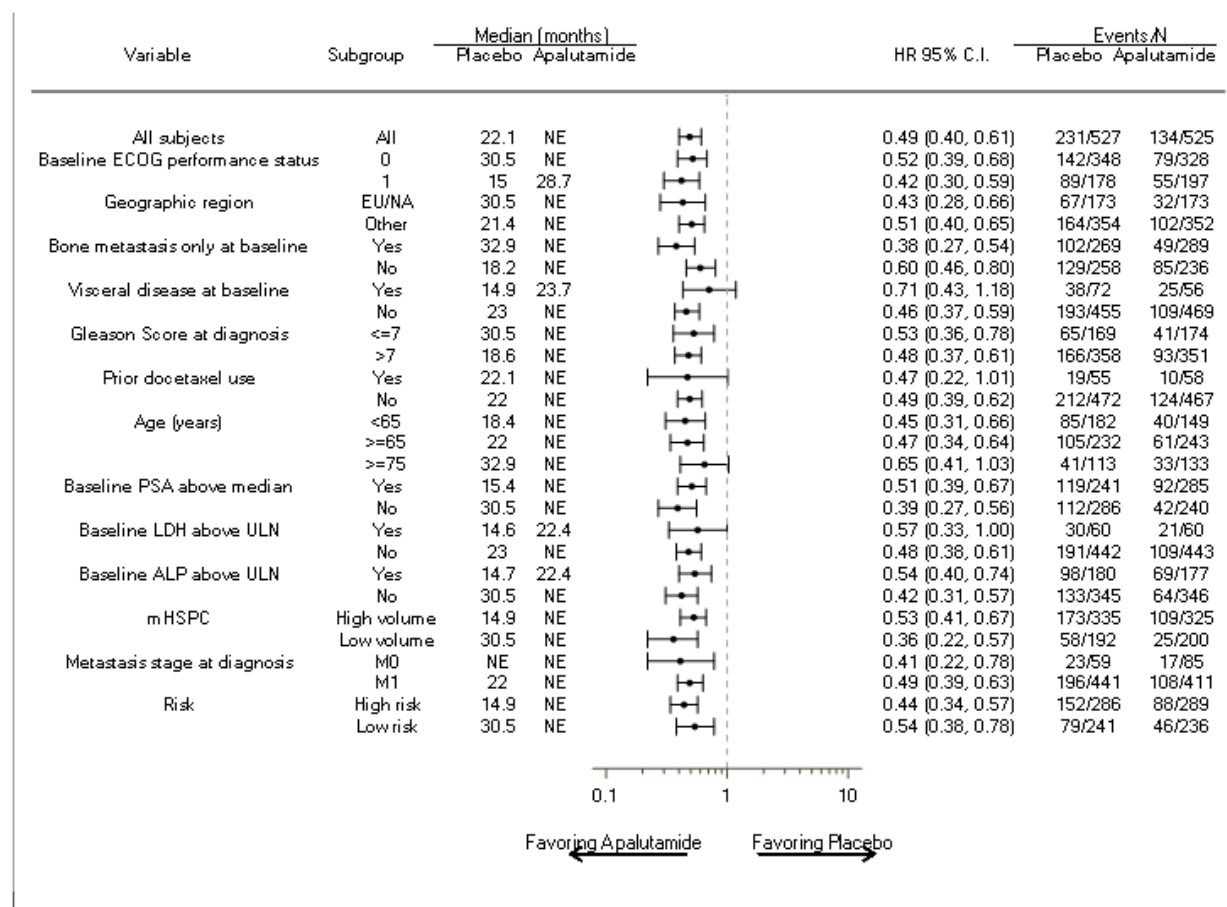 Median (months) Events/N
Variable Subgroup Placebo Apalutamide HR 95% C.I. Placebo Apalutamide
All subjects All 22.1 NE 0.49 (0.40, 0.61) 231/527 134/525
Baseline ECOG performance status 0 30.5 NE 0.52 (0.39, 0.68) 142/348 79/328
1 15 28.7 0.42 (0.30, 0.59) 89/178 55/197
Geographic region EU/NA 30.5 NE 0.43 (0.28, 0.66) 67/173 32/173
Other 21.4 NE 0.51 (0.40, 0.65) 164/354 102/352
Bone metastasis only at baseline Yes 32.9 NE 0.38 (0.27, 0.54) 102/269 49/289
No 18.2 NE 0.60 (0.46, 0.80) 129/258 85/236
Visceral disease at baseline Yes 14.9 23.7 0.71 (0.43, 1.18) 38/72 25/56
No 23 NE 0.46 (0.37, 0.59) 193/455 109/469
Gleason Score at diagnosis <=7 30.5 NE 0.53 (0.36, 0.78) 65/169 41/174
>7 18.6 NE 0.48 (0.37, 0.61) 166/358 93/351
Prior docetaxel use Yes 22.1 NE 0.47 (0.22, 1.01) 19/55 10/58
No 22 NE 0.49 (0.39, 0.62) 212/472 124/467
Age (years) <65 18.4 NE 0.45 (0.31, 0.66) 85/182 40/149
>=65 22 NE 0.47 (0.34, 0.64) 105/232 61/243
>=75 32.9 NE 0.65 (0.41, 1.03) 41/113 33/133
Baseline PSA above median Yes 15.4 NE 0.51 (0.39, 0.67) 119/241 92/285
No 30.5 NE 0.39 (0.27, 0.56) 112/286 42/240
Baseline LDH above ULN Yes 14.6 22.4 0.57 (0.33, 1.00) 30/60 21/60
No 23 NE 0.48 (0.38, 0.61) 191/442 109/443
Baseline ALP above ULN Yes 14.7 22.4 0.54 (0.40, 0.74) 98/180 69/177
No 30.5 NE 0.42 (0.31, 0.57) 133/345 64/346
mHSPC High volume 14.9 NE 0.53 (0.41, 0.67) 173/335 109/325
Low volume 30.5 NE 0.36 (0.22, 0.57) 58/192 25/200
Metastasis stage at diagnosis M0 NE NE 0.41 (0.22, 0.78) 23/59 17/85
M1 22 NE 0.49 (0.39, 0.63) 196/441 108/411
Risk High risk 14.9 NE 0.44 (0.34, 0.57) 152/286 88/289
Low risk 30.5 NE 0.54 (0.38, 0.78) 79/241 46/236
0.1 1 10
Favoring Apalutamide Favoring Placebo